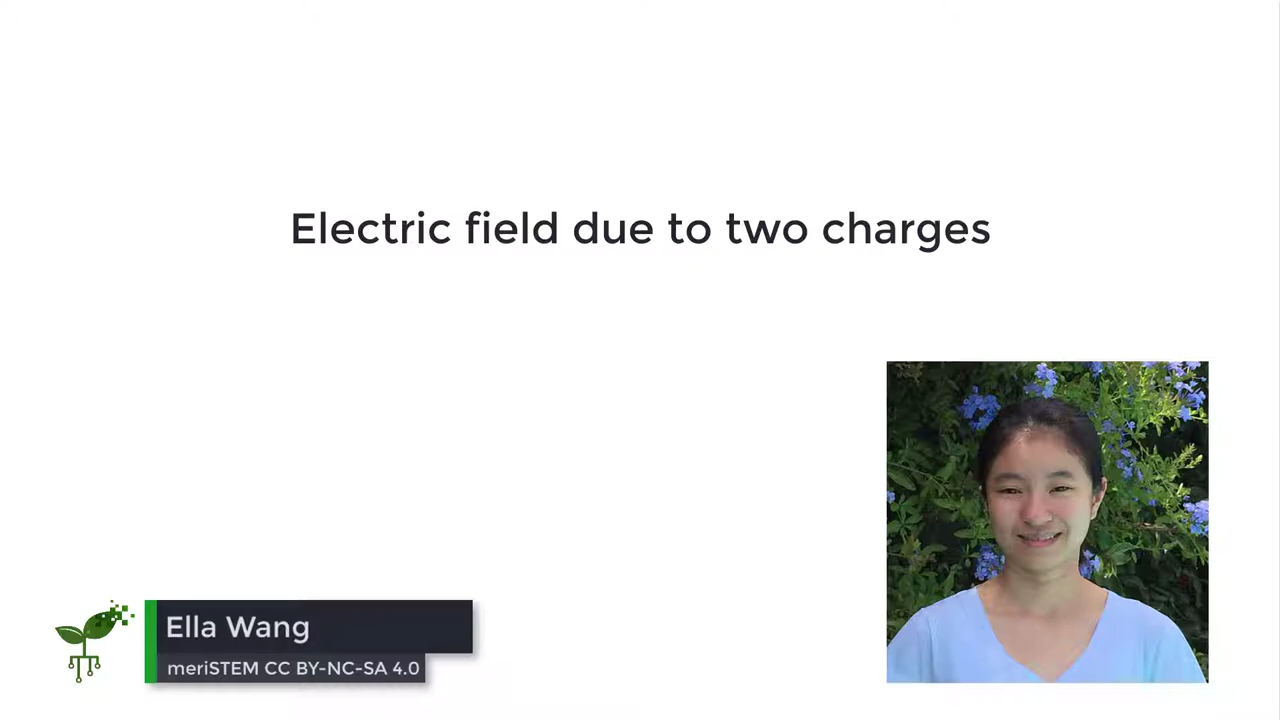 Electric field due to two charges
Ella Wang
meriSTEM CC BY-NC-SA 4.0